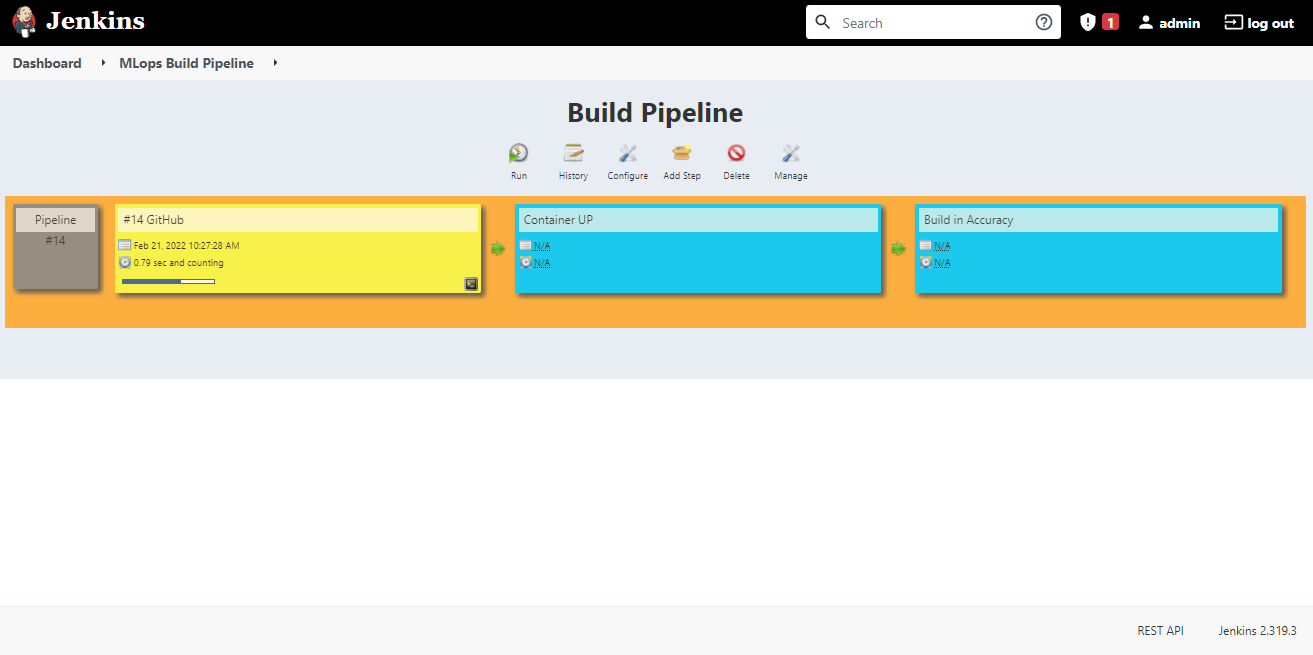 Jenkins
Search
1
admin
log out
Dashboard
MLops Build Pipeline
Build Pipeline
Run
History
Configure
Add Step
Delete
Manage
Pipeline
#14
#14 GitHub
Feb 21, 2022 10:27:28 AM
0.79 sec and counting
Container UP
N/A
N/A
Build in Accuracy
N/A
N/A
REST API
Jenkins 2.319.3